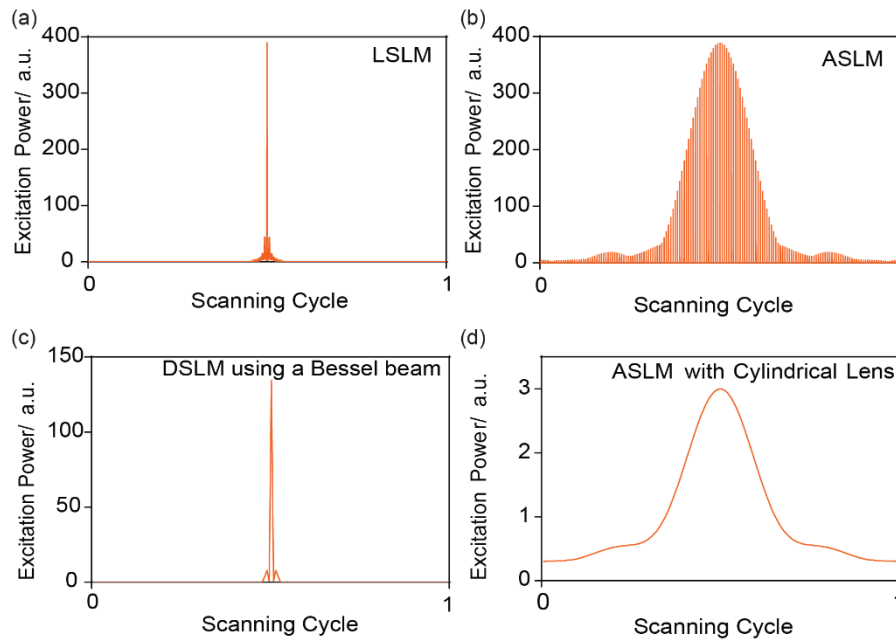 (a)
LSLM
Excitation Power/ a.u.
400
300
200
100
0
0
1
Scanning Cycle
(b)
ASLM
Excitation Power/ a.u.
400
300
200
100
0
0
1
Scanning Cycle
(c)
DSLM using a Bessel beam
Excitation Power/ a.u.
150
100
50
0
0
1
Scanning Cycle
(d)
ASLM with Cylindrical Lens
Excitation Power/ a.u.
3
2
1
0
0
1
Scanning Cycle